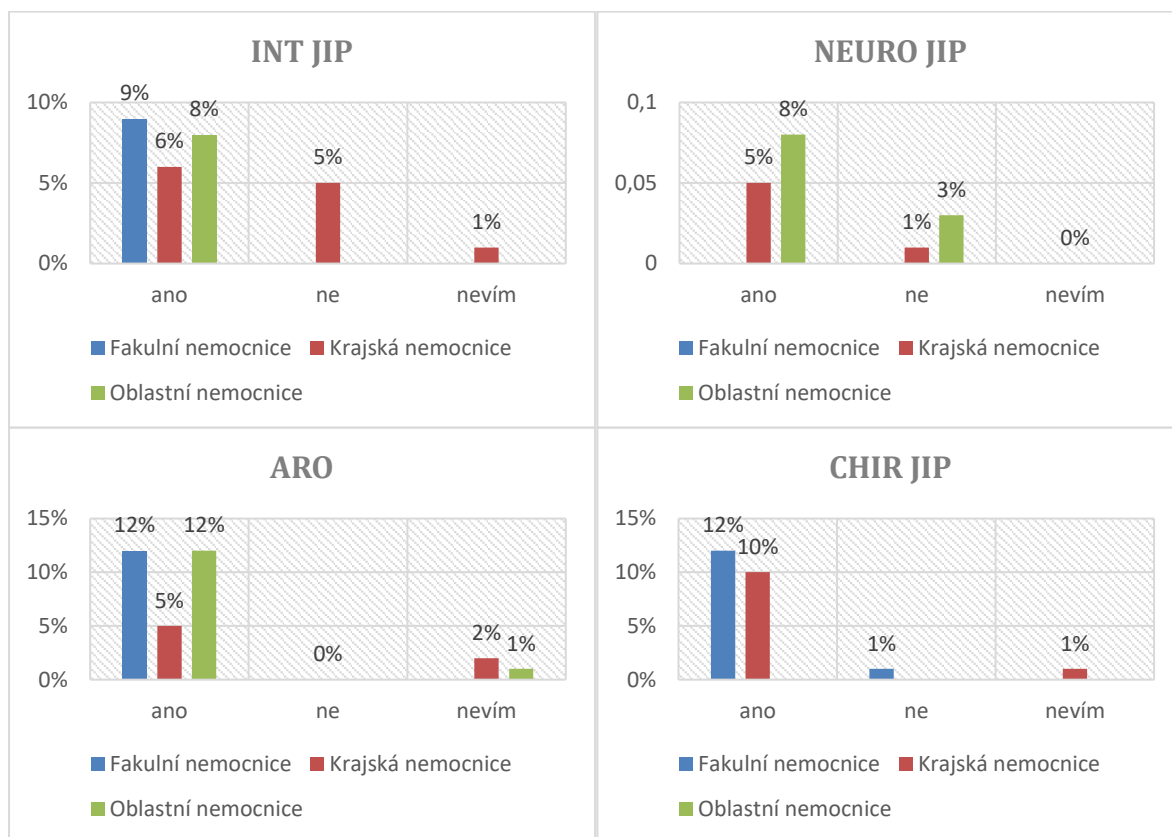 INT JIP
10%
5%
0%
9%
6%
8%
5%
1%
ano ne nevím
Fakulní nemocnice Krajská nemocnice
Oblastní nemocnice
NEURO JIP
0,1
0,05
0
5%
8%
1%
3%
0%
ano ne nevím
Fakulní nemocnice Krajská nemocnice
Oblastní nemocnice
ARO
15%
10%
5%
0%
12%
5%
12%
0%
2%
1%
ano ne nevím
Fakulní nemocnice Krajská nemocnice
Oblastní nemocnice
CHIR JIP
15%
10%
5%
0%
12%
10%
1%
1%
ano ne nevím
Fakulní nemocnice Krajská nemocnice
Oblastní nemocnice